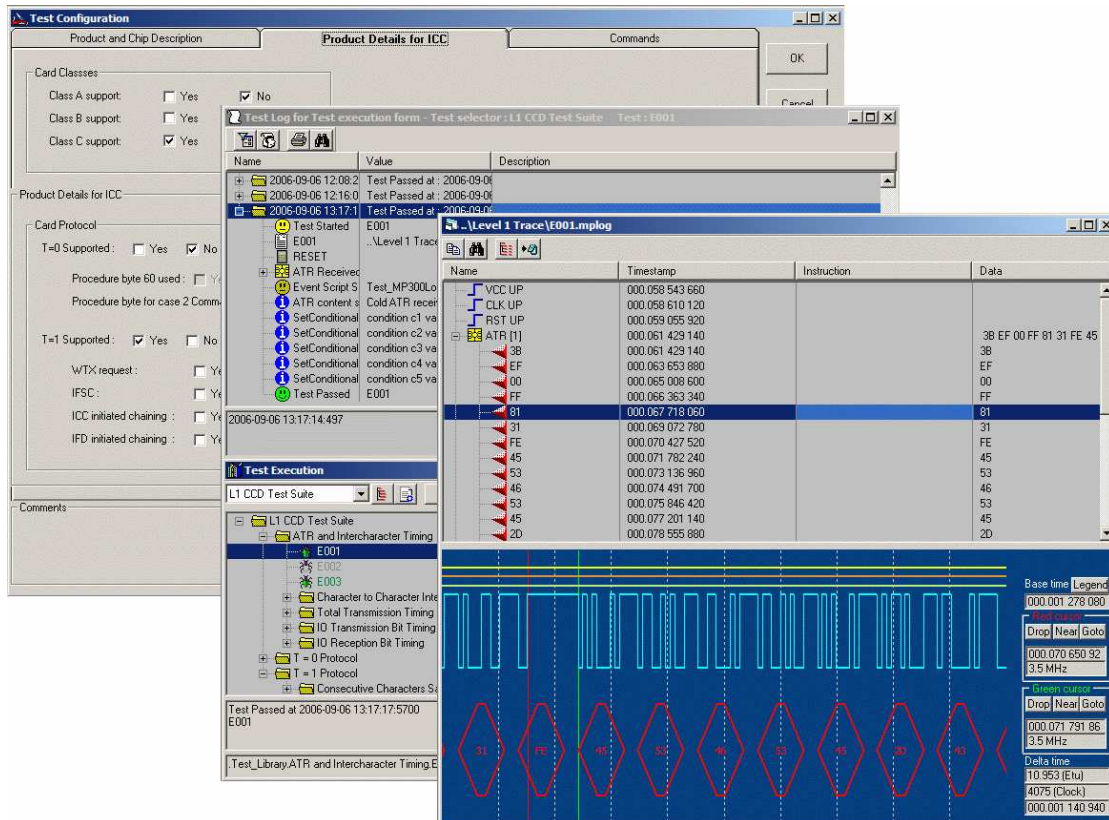 Test Configuration
Product and Chip Description
Product Details for ICC
Commands
OK
Cancel
Card Classses
Class A support: Yes No
Class B support: Yes
Class C support: Yes
Product Details for ICC
Card Protocol
T=0 Supported : Yes No
Procedure byte 60 used :
Procedure byte for case 2 Comm
T=1 Supported : Yes No
WTX request :
IFSC :
ICC initiated chaining :
IFD initiated chaining :
Comments
Test Log for Test execution form - Test selector : L1 CCD Test Suite Test : E001
Name Value Description
2006-09-06 12:08:2 Test Passed at : 2006-09-06
2006-09-06 12:16:0 Test Passed at : 2006-09-06
2006-09-06 13:17:1 Test Passed at : 2006-09-06
Test Started E001
E001 ..\Level 1 Trace
RESET
ATR Received
Event Script S Test_MP300Lo
ATR content s Cold ATR recei
SetConditional condition c1 va
SetConditional condition c2 va
SetConditional condition c3 va
SetConditional condition c4 va
SetConditional condition c5 va
Test Passed E001
2006-09-06 13:17:14:497
Test Execution
L1 CCD Test Suite
L1 CCD Test Suite
ATR and Intercharacter Timing
E001
E002
E003
Character to Character Inte
Total Transmission Timing
IO Transmission Bit Timing
IO Reception Bit Timing
T = 0 Protocol
T = 1 Protocol
Consecutive Characters Sa
Test Passed at 2006-09-06 13:17:17:5700
E001
.Test_Library.ATR and Intercharacter Timing.E
..\Level 1 Trace\E001.mplog
Name Timestamp Instruction Data
VCC UP 000.058 543 660
CLK UP 000.058 610 120
RST UP 000.059 055 920
ATR [1] 000.061 429 140 3B EF 00 FF 81 31 FE 45
3B 000.061 429 140 3B
EF 000.063 653 880 EF
00 000.065 008 600 00
FF 000.066 363 340 FF
81 000.067 718 060 81
31 000.069 072 780 31
FE 000.070 427 520 FE
45 000.071 782 240 45
53 000.073 136 960 53
46 000.074 491 700 46
53 000.075 846 420 53
45 000.077 201 140 45
2D 000.078 555 880 2D
31 FE 45 53 46 53 45 2D 43
Base time Legend
000.001 278 080
Red cursor
Drop Near Goto
000.070 650 92
3.5 MHz
Green cursor
Drop Near Goto
000.071 791 86
3.5 MHz
Delta time
10.953 (Etu)
4075 (Clock)
000.001 140 940